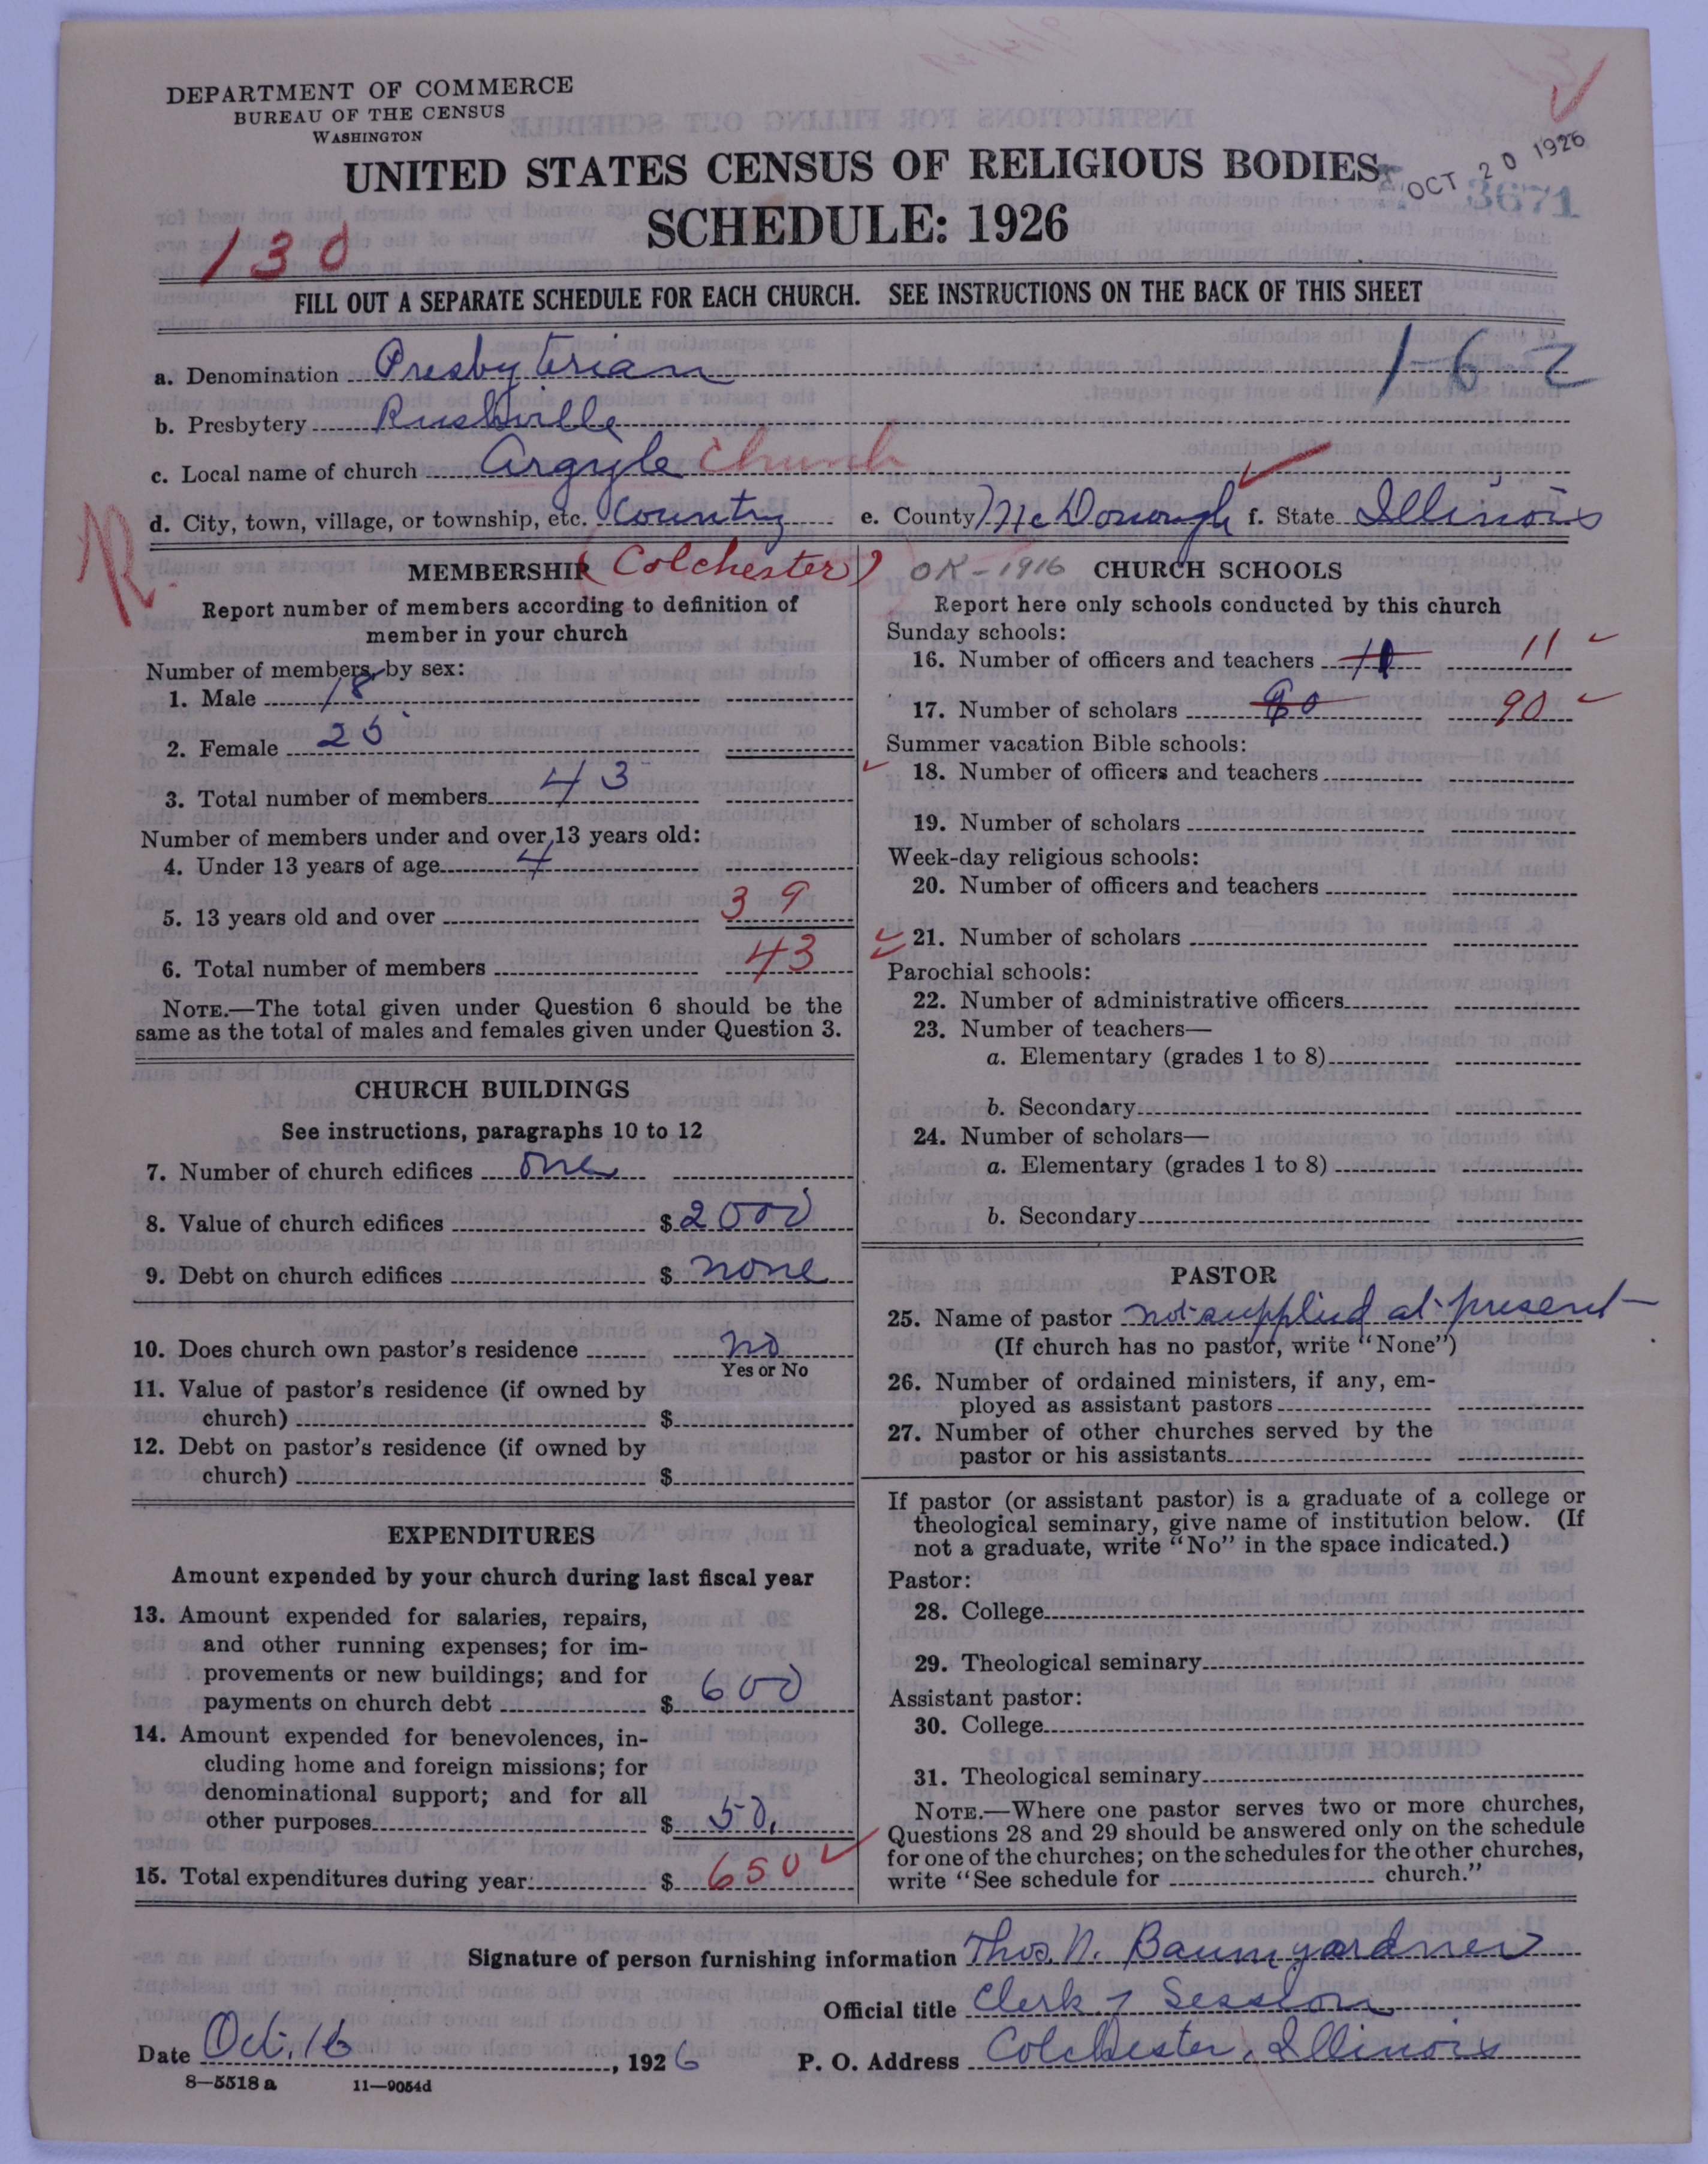 DEPARTMENT OF COMMERCE
BUREAU OF THE CENSUS
WASHINGTON
UNITED STATES CENSUS OF RELIGIOUS BODIES
OCT 20 1926
3671
SCHEDULE: 1926
130
FILL OUT A SEPARATE SCHEDULE FOR EACH CHURCH. SEE INSTRUCTIONS ON THE BACK OF THIS SHEET
1-62
a. Denomination Presbyterian
b. Presbytery Rushville
c. Local name of church Argyle Church
d. City, town, village, or township, etc. Country e. County McDonough f. State Illinois
R
MEMBERSHIP (Colchester)
Report number of members according to definition of
member in your church
Number of members by sex:
1. Male 18
2. Female 25
3. Total number of members 43
Number of members under and over 13 years old:
4. Under 13 years of age 4
5. 13 years old and over 39
6. Total number of members 43
NOTE.—The total given under Question 6 should be the
same as the total of males and females given under Question 3.
CHURCH BUILDINGS
See instructions, paragraphs 10 to 12
7. Number of church edifices one
8. Value of church edifices $ 2000
9. Debt on church edifices $ none
10. Does church own pastor's residence no
Yes or No
11. Value of pastor's residence (if owned by
church) $
12. Debt on pastor's residence (if owned by
church) $
EXPENDITURES
Amount expended by your church during last fiscal year
13. Amount expended for salaries, repairs,
and other running expenses; for im-
provements or new buildings; and for
payments on church debt $ 600
14. Amount expended for benevolences, in-
cluding home and foreign missions; for
denominational support; and for all
other purposes $ 50.
15. Total expenditures during year: $ 650
OK-1916 CHURCH SCHOOLS
Report here only schools conducted by this church
Sunday schools:
16. Number of officers and teachers 11
17. Number of scholars 90
Summer vacation Bible schools:
18. Number of officers and teachers
19. Number of scholars
Week-day religious schools:
20. Number of officers and teachers
21. Number of scholars
Parochial schools:
22. Number of administrative officers
23. Number of teachers—
a. Elementary (grades 1 to 8)
b. Secondary
24. Number of scholars—
a. Elementary (grades 1 to 8)
b. Secondary
PASTOR
25. Name of pastor not supplied at present
(If church has no pastor, write "None")
26. Number of ordained ministers, if any, em-
ployed as assistant pastors
27. Number of other churches served by the
pastor or his assistants
If pastor (or assistant pastor) is a graduate of a college or
theological seminary, give name of institution below. (If
not a graduate, write "No" in the space indicated.)
Pastor:
28. College
29. Theological seminary
Assistant pastor:
30. College
31. Theological seminary
NOTE.—Where one pastor serves two or more churches,
Questions 28 and 29 should be answered only on the schedule
for one of the churches; on the schedules for the other churches,
write "See schedule for church."
Signature of person furnishing information Thos. N. Baumgardner
Official title Clerk of Session
Date Oct. 16, 1926 P. O. Address Colchester, Illinois
8—5518 a 11—9054d